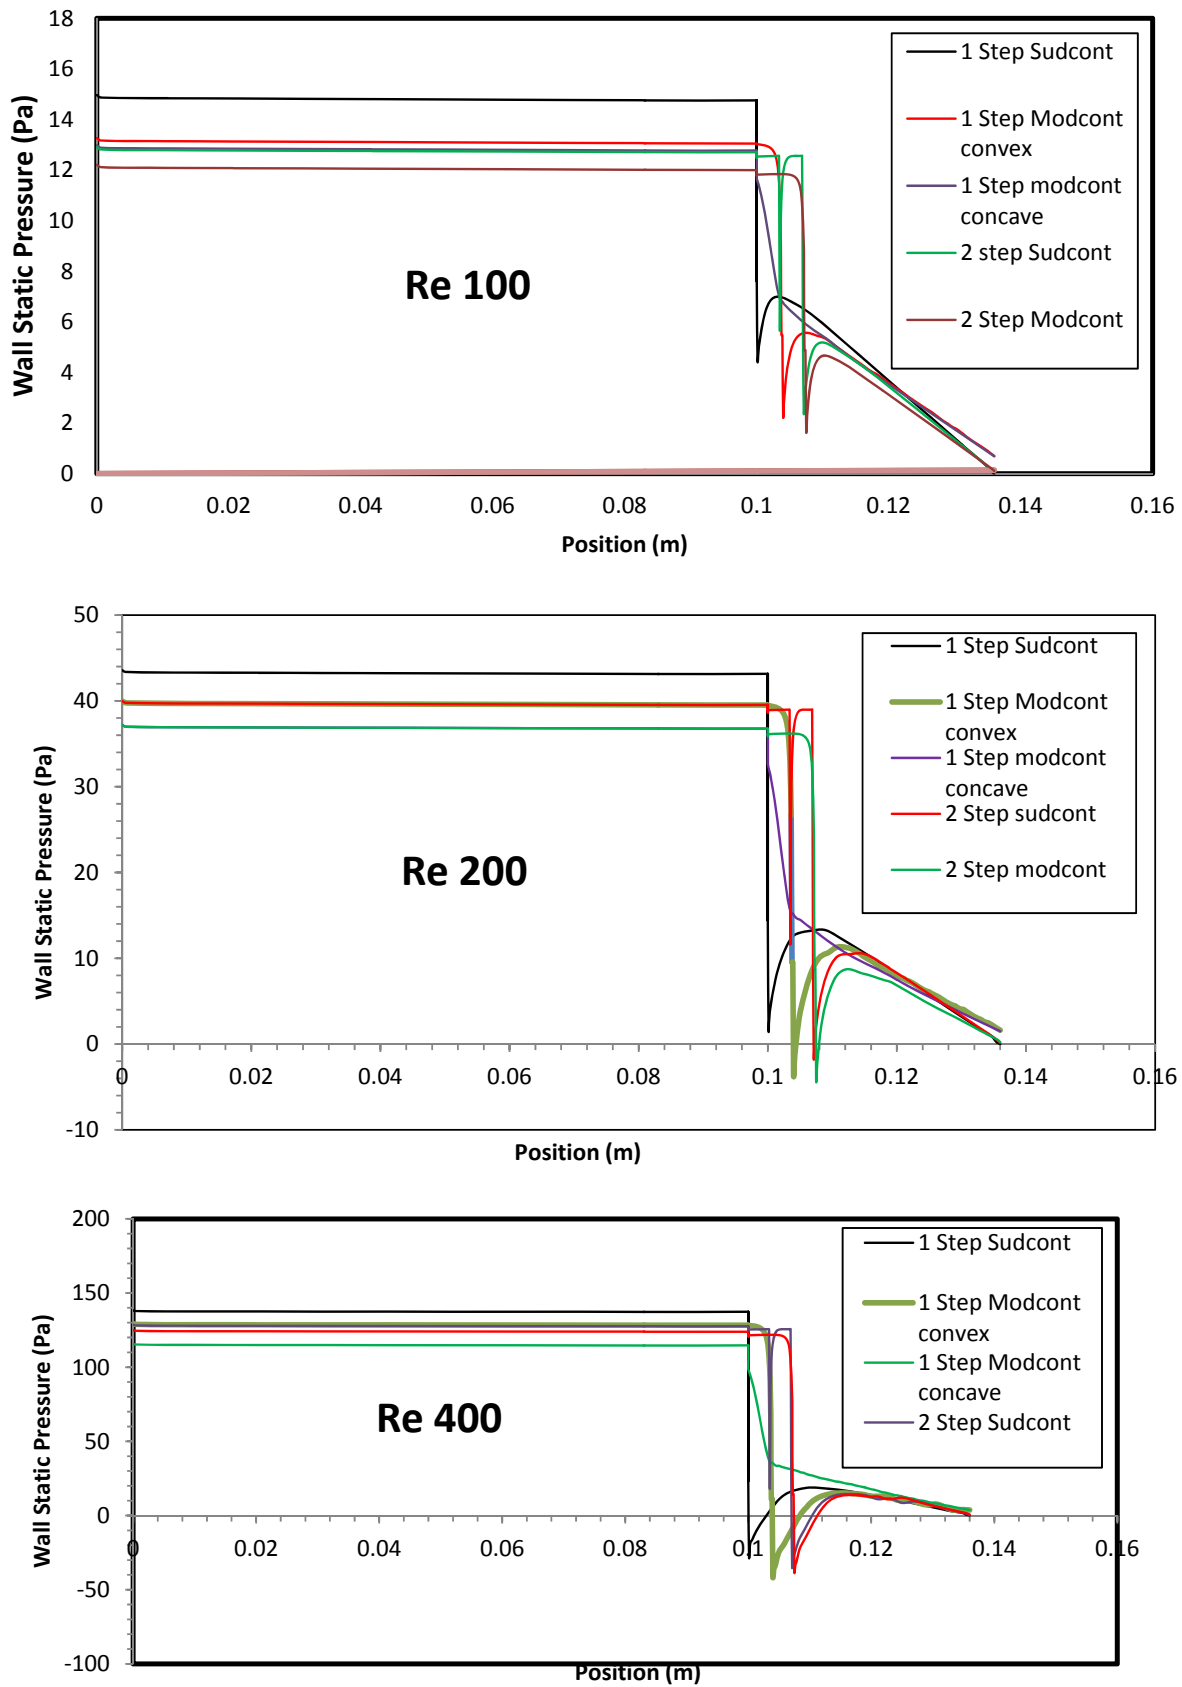 18
16
14
12
10
8
6
4
2
0
Wall Static Pressure (Pa)
1 Step Sudcont
1 Step Modcont
convex
1 Step modcont
concave
2 step Sudcont
2 Step Modcont
Re 100
0 0.02 0.04 0.06 0.08 0.1 0.12 0.14 0.16
Position (m)
50
40
30
20
10
0
-10
Wall Static Pressure (Pa)
1 Step Sudcont
1 Step Modcont
convex
1 Step modcont
concave
2 Step sudcont
2 Step modcont
Re 200
0 0.02 0.04 0.06 0.08 0.1 0.12 0.14 0.16
Position (m)
200
150
100
50
0
-50
-100
Wall Static Pressure (Pa)
1 Step Sudcont
1 Step Modcont
convex
1 Step Modcont
concave
2 Step Sudcont
Re 400
0 0.02 0.04 0.06 0.08 0.1 0.12 0.14 0.16
Position (m)